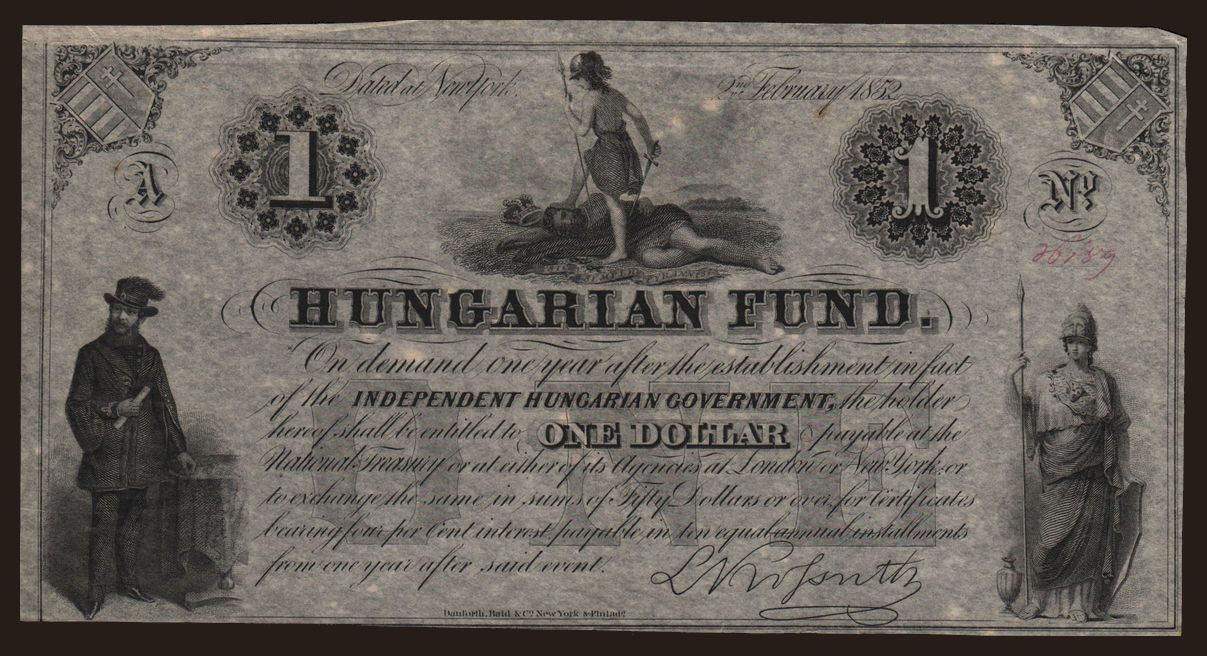 Dated at New York. 2nd February 1852
1 1
A No
20189
HUNGARIAN FUND.
On demand, one year after the establishment, in fact
of the INDEPENDENT HUNGARIAN GOVERNMENT, the holder
hereof shall be entitled to ONE DOLLAR payable at the
National Treasury or at either of its Agencies at London or New York, or
to exchange the same in sums of Fifty Dollars or over, for Certificates
bearing four per Cent interest, payable in ten equal annual installments
from one year after said event.
L Kossuth
Danforth, Bald & Co. New York & Philada.
ONE